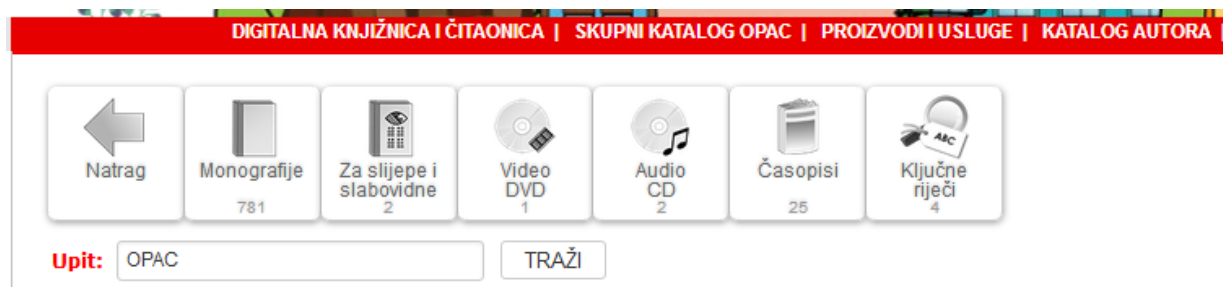 DIGITALNA KNJIŽNICA I ČITAONICA | SKUPNI KATALOG OPAC | PROIZVODI I USLUGE | KATALOG AUTORA |
Natrag
Monografije
781
Za slijepe i
slabovidne
2
Video
DVD
1
Audio
CD
2
Časopisi
25
ABC
Ključne
riječi
4
Upit: OPAC TRAŽI